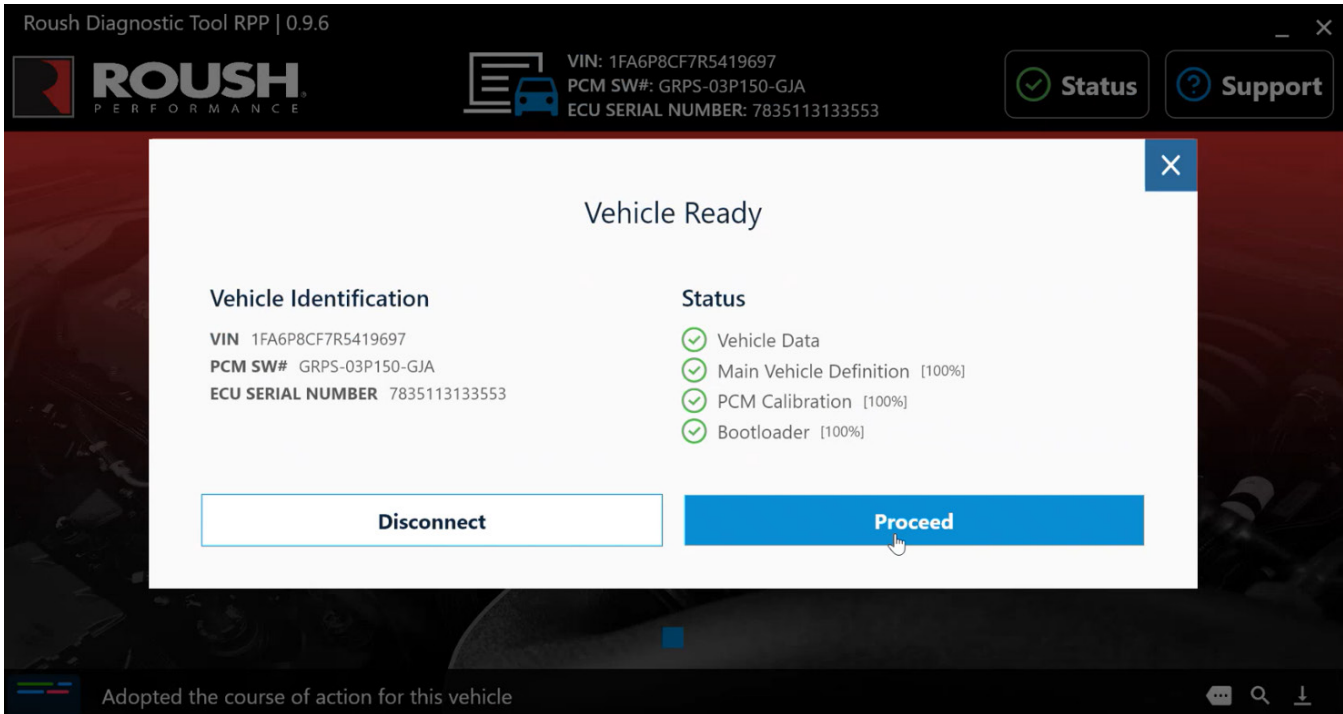 Roush Diagnostic Tool RPP | 0.9.6
ROUSH
PERFORMANCE
VIN: 1FA6P8CF7R5419697
PCM SW#: GRPS-03P150-GJA
ECU SERIAL NUMBER: 7835113133553
Status
Support
Vehicle Ready
Vehicle Identification
VIN 1FA6P8CF7R5419697
PCM SW# GRPS-03P150-GJA
ECU SERIAL NUMBER 7835113133553
Status
Vehicle Data
Main Vehicle Definition [100%]
PCM Calibration [100%]
Bootloader [100%]
Disconnect
Proceed
Adopted the course of action for this vehicle